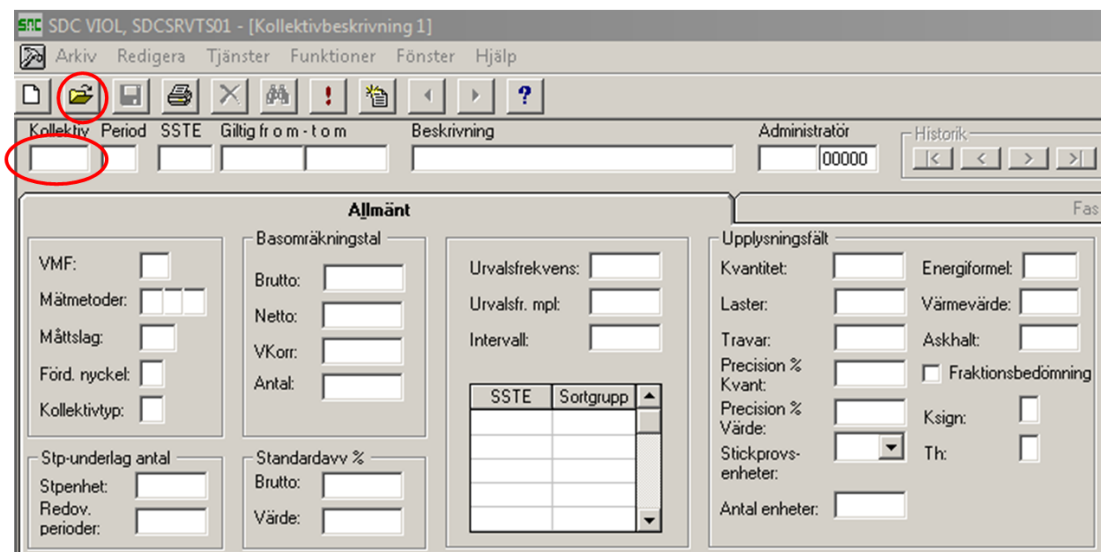 SDC SDC VIOL, SDCSRVTS01 - [Kollektivbeskrivning 1]
Arkiv Redigera Tjänster Funktioner Fönster Hjälp
Kollektiv Period SSTE Giltig fr o m - t o m Beskrivning Administratör Historik
00000
Allmänt Fas
VMF:
Mätmetoder:
Måttslag:
Förd. nyckel:
Kollektivtyp:
Basomräkningstal
Brutto:
Netto:
VKorr:
Antal:
Urvalsfrekvens:
Urvalsfr. mpl:
Intervall:
SSTE Sortgrupp
Upplysningsfält
Kvantitet:
Laster:
Travar:
Precision %
Kvant:
Precision %
Värde:
Stickprovs-
enheter:
Antal enheter:
Energiformel:
Värmevärde:
Askhalt:
Fraktionsbedömning
Ksign:
Th:
Stp-underlag antal
Stpenhet:
Redov.
perioder:
Standardavv %
Brutto:
Värde: